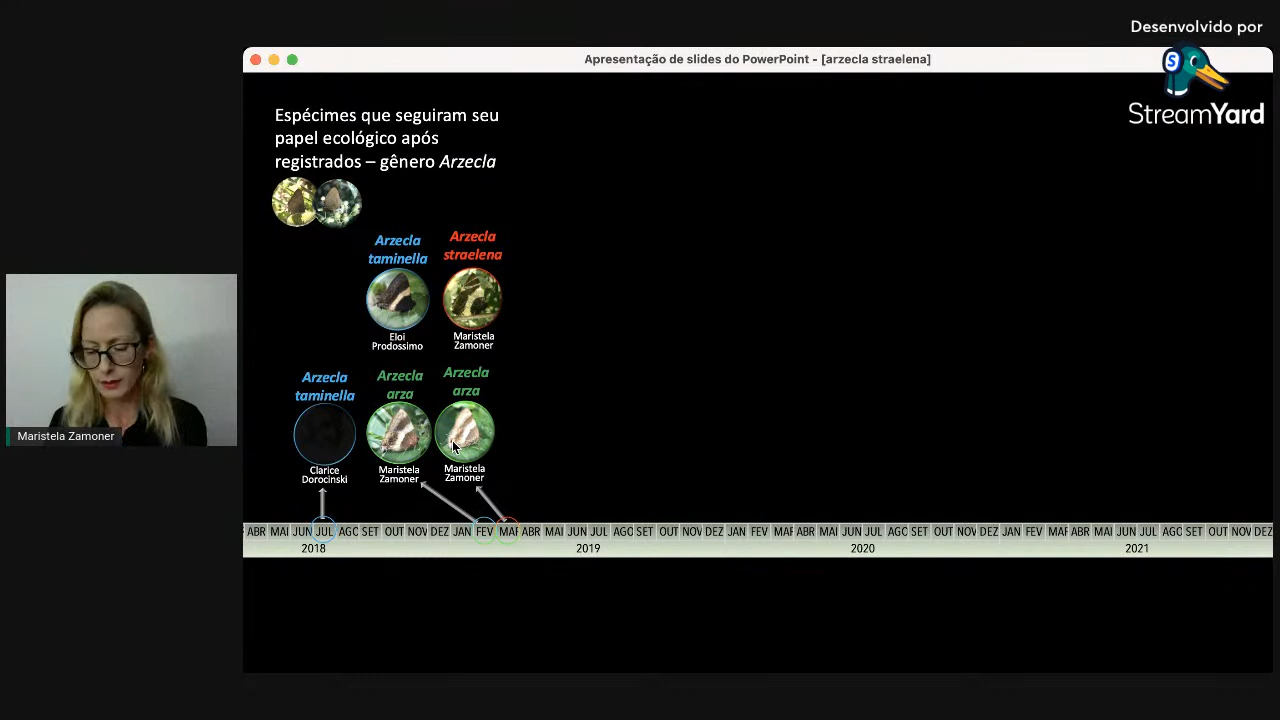 Desenvolvido por
StreamYard
Apresentação de slides do PowerPoint - [arzecla straelena]
Espécimes que seguiram seu
papel ecológico após
registrados – gênero Arzecla
Arzecla
taminella
Arzecla
straelena
Eloi
Prodossimo
Maristela
Zamoner
Arzecla
taminella
Arzecla
arza
Arzecla
arza
Clarice
Dorocinski
Maristela
Zamoner
Maristela
Zamoner
Maristela Zamoner
ABR MAI JUN JUL AGO SET OUT NOV DEZ JAN FEV MAR ABR MAI JUN JUL AGO SET OUT NOV DEZ JAN FEV MAR ABR MAI JUN JUL AGO SET OUT NOV DEZ JAN FEV MAR ABR MAI JUN JUL AGO SET OUT NOV DEZ
2018 2019 2020 2021